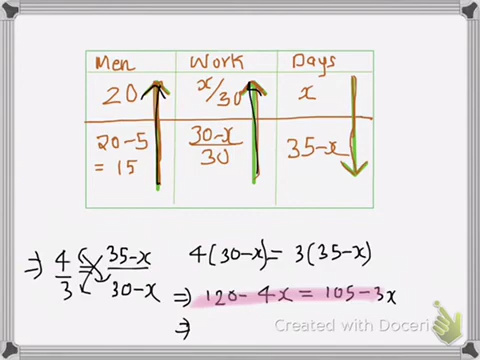 Men Work Days
20 x/30 x
20-5 = 15 30-x/30 35-x
⇒ 4/3 = 35-x/30-x 4(30-x) = 3(35-x)
⇒ 120 - 4x = 105 - 3x
⇒
Created with Doceri